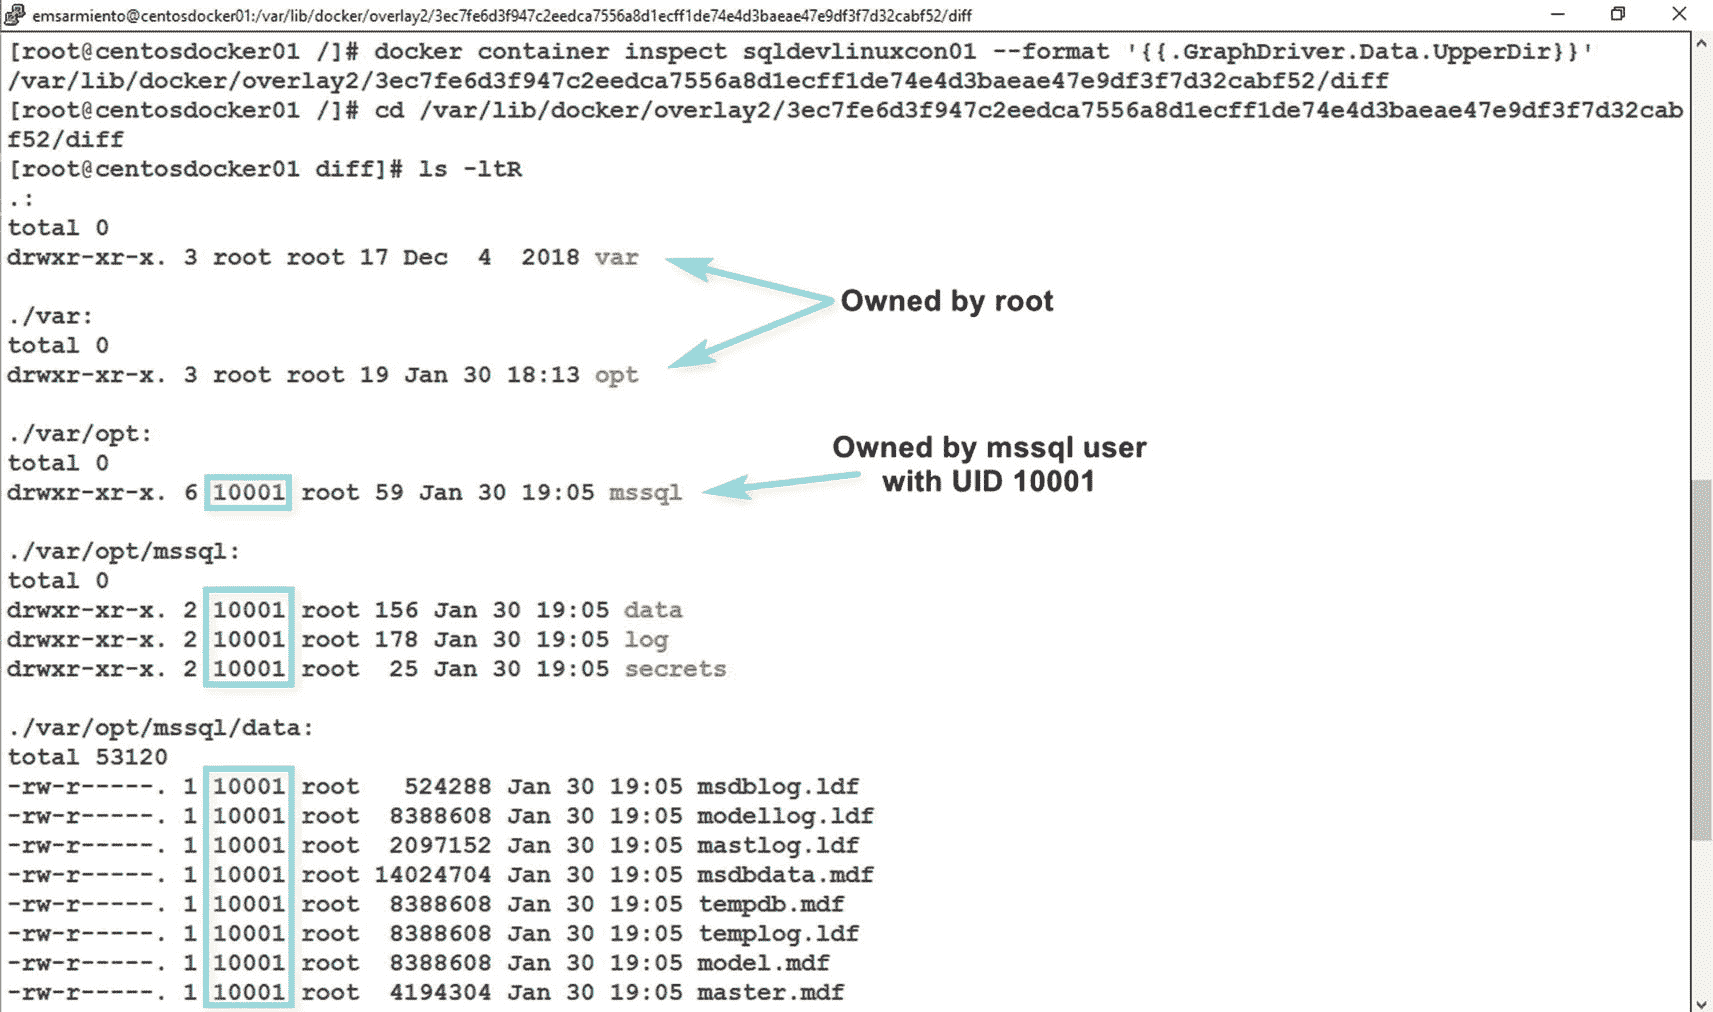 emsarmiento@centosdocker01:/var/lib/docker/overlay2/3ec7fe6d3f947c2eedca7556a8d1ecff1de74e4d3baeae47e9df3f7d32cabf52/diff
[root@centosdocker01 /]# docker container inspect sqldevlinuxcon01 --format '{{.GraphDriver.Data.UpperDir}}'
/var/lib/docker/overlay2/3ec7fe6d3f947c2eedca7556a8d1ecff1de74e4d3baeae47e9df3f7d32cabf52/diff
[root@centosdocker01 /]# cd /var/lib/docker/overlay2/3ec7fe6d3f947c2eedca7556a8d1ecff1de74e4d3baeae47e9df3f7d32cab
f52/diff
[root@centosdocker01 diff]# ls -ltR
.:
total 0
drwxr-xr-x. 3 root root 17 Dec  4  2018 var
Owned by root
./var:
total 0
drwxr-xr-x. 3 root root 19 Jan 30 18:13 opt
./var/opt:
total 0
drwxr-xr-x. 6 10001 root 59 Jan 30 19:05 mssql
Owned by mssql user
with UID 10001
./var/opt/mssql:
total 0
drwxr-xr-x. 2 10001 root 156 Jan 30 19:05 data
drwxr-xr-x. 2 10001 root 178 Jan 30 19:05 log
drwxr-xr-x. 2 10001 root  25 Jan 30 19:05 secrets
./var/opt/mssql/data:
total 53120
-rw-r-----. 1 10001 root   524288 Jan 30 19:05 msdblog.ldf
-rw-r-----. 1 10001 root  8388608 Jan 30 19:05 modellog.ldf
-rw-r-----. 1 10001 root  2097152 Jan 30 19:05 mastlog.ldf
-rw-r-----. 1 10001 root 14024704 Jan 30 19:05 msdbdata.mdf
-rw-r-----. 1 10001 root  8388608 Jan 30 19:05 tempdb.mdf
-rw-r-----. 1 10001 root  8388608 Jan 30 19:05 templog.ldf
-rw-r-----. 1 10001 root  8388608 Jan 30 19:05 model.mdf
-rw-r-----. 1 10001 root  4194304 Jan 30 19:05 master.mdf